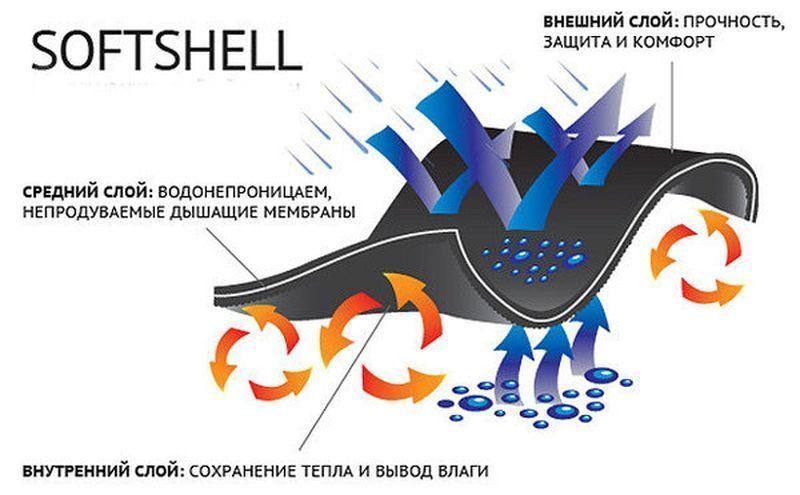 SOFTSHELL
ВНЕШНИЙ СЛОЙ: ПРОЧНОСТЬ,
ЗАЩИТА И КОМФОРТ
СРЕДНИЙ СЛОЙ: ВОДОНЕПРОНИЦАЕМ,
НЕПРОДУВАЕМЫЕ ДЫШАЩИЕ МЕМБРАНЫ
ВНУТРЕННИЙ СЛОЙ: СОХРАНЕНИЕ ТЕПЛА И ВЫВОД ВЛАГИ